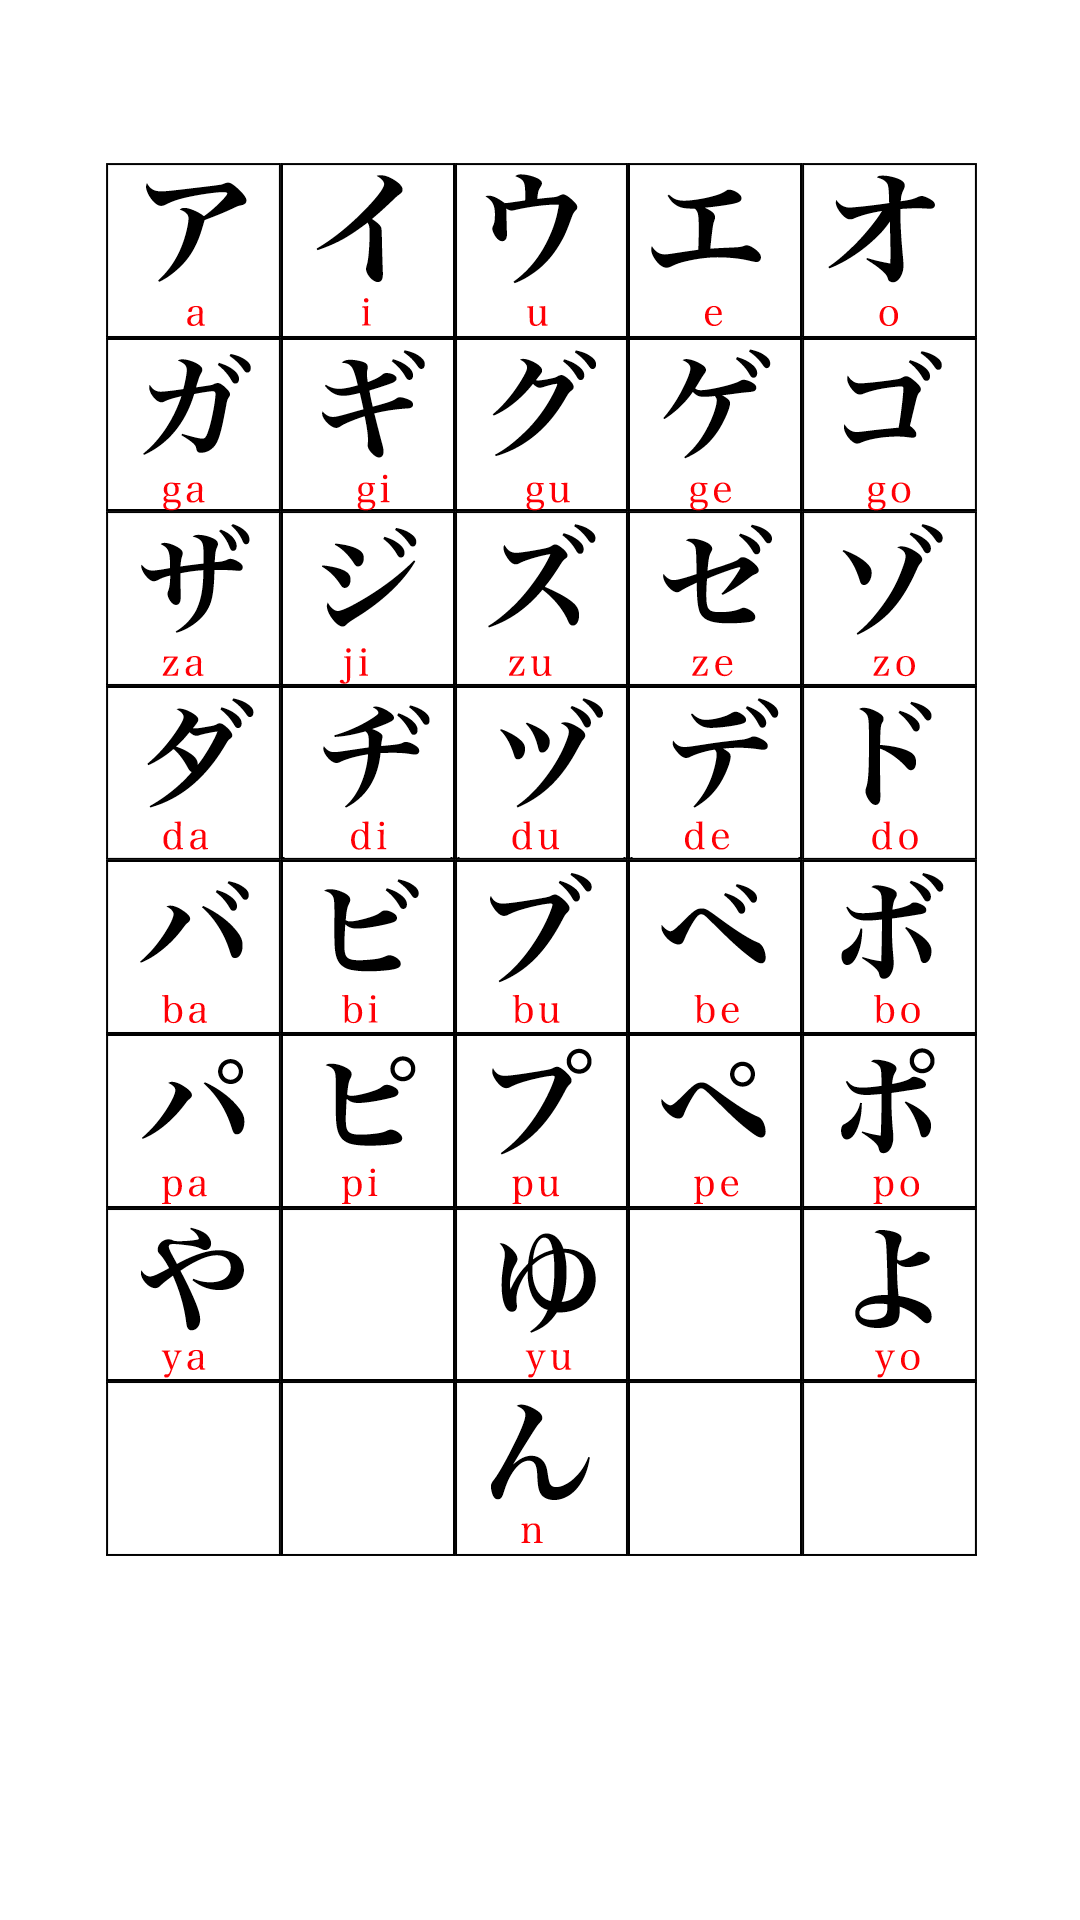 ア イ ウ エ オ
a i u e o
ガ ギ グ ゲ ゴ
ga gi gu ge go
ザ ジ ズ ゼ ゾ
za ji zu ze zo
ダ ヂ ヅ デ ド
da di du de do
バ ビ ブ ベ ボ
ba bi bu be bo
パ ピ プ ペ ポ
pa pi pu pe po
や ゆ よ
ya yu yo
ん
n